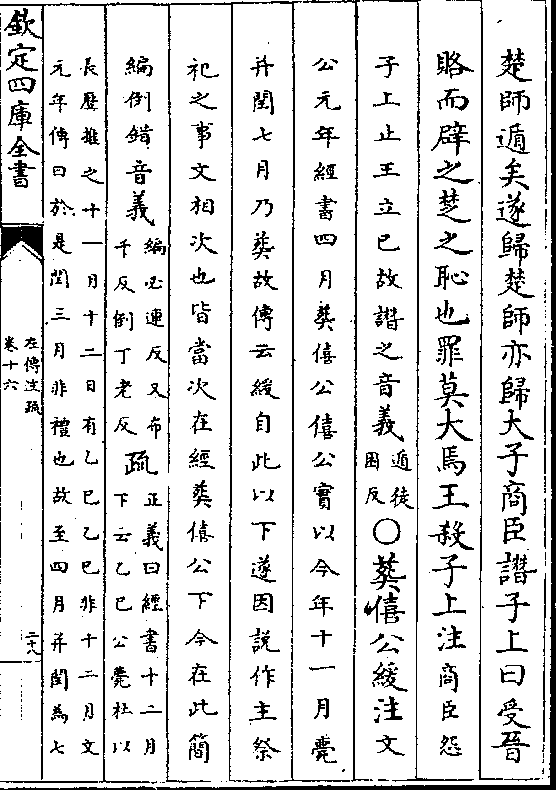 楚師遁矣遂歸楚師亦歸大子商臣譖子上曰受晉
賂而辟之楚之恥也罪莫大焉王殺子上注商臣怨
子上止王立已故譖之音義遁徒困反〇葬僖公緩注文
公元年經書四月葬僖公僖公實以今年十一月薨
并閏七月乃葬故傳云緩自此以下遂因説作主祭
祀之事文相次也皆當次在經葬僖公下今在此簡
編倒錯音義編必連反又布千反倒丁老反疏正義曰經書十二月下云乙巳公薨杜以
長歷推之十一月十二日有乙巳乙巳非十二月文
元年傳曰於是閏三月非禮也故至四月并閏為七
欽定四庫全書
左傳注疏
卷十六
二十八